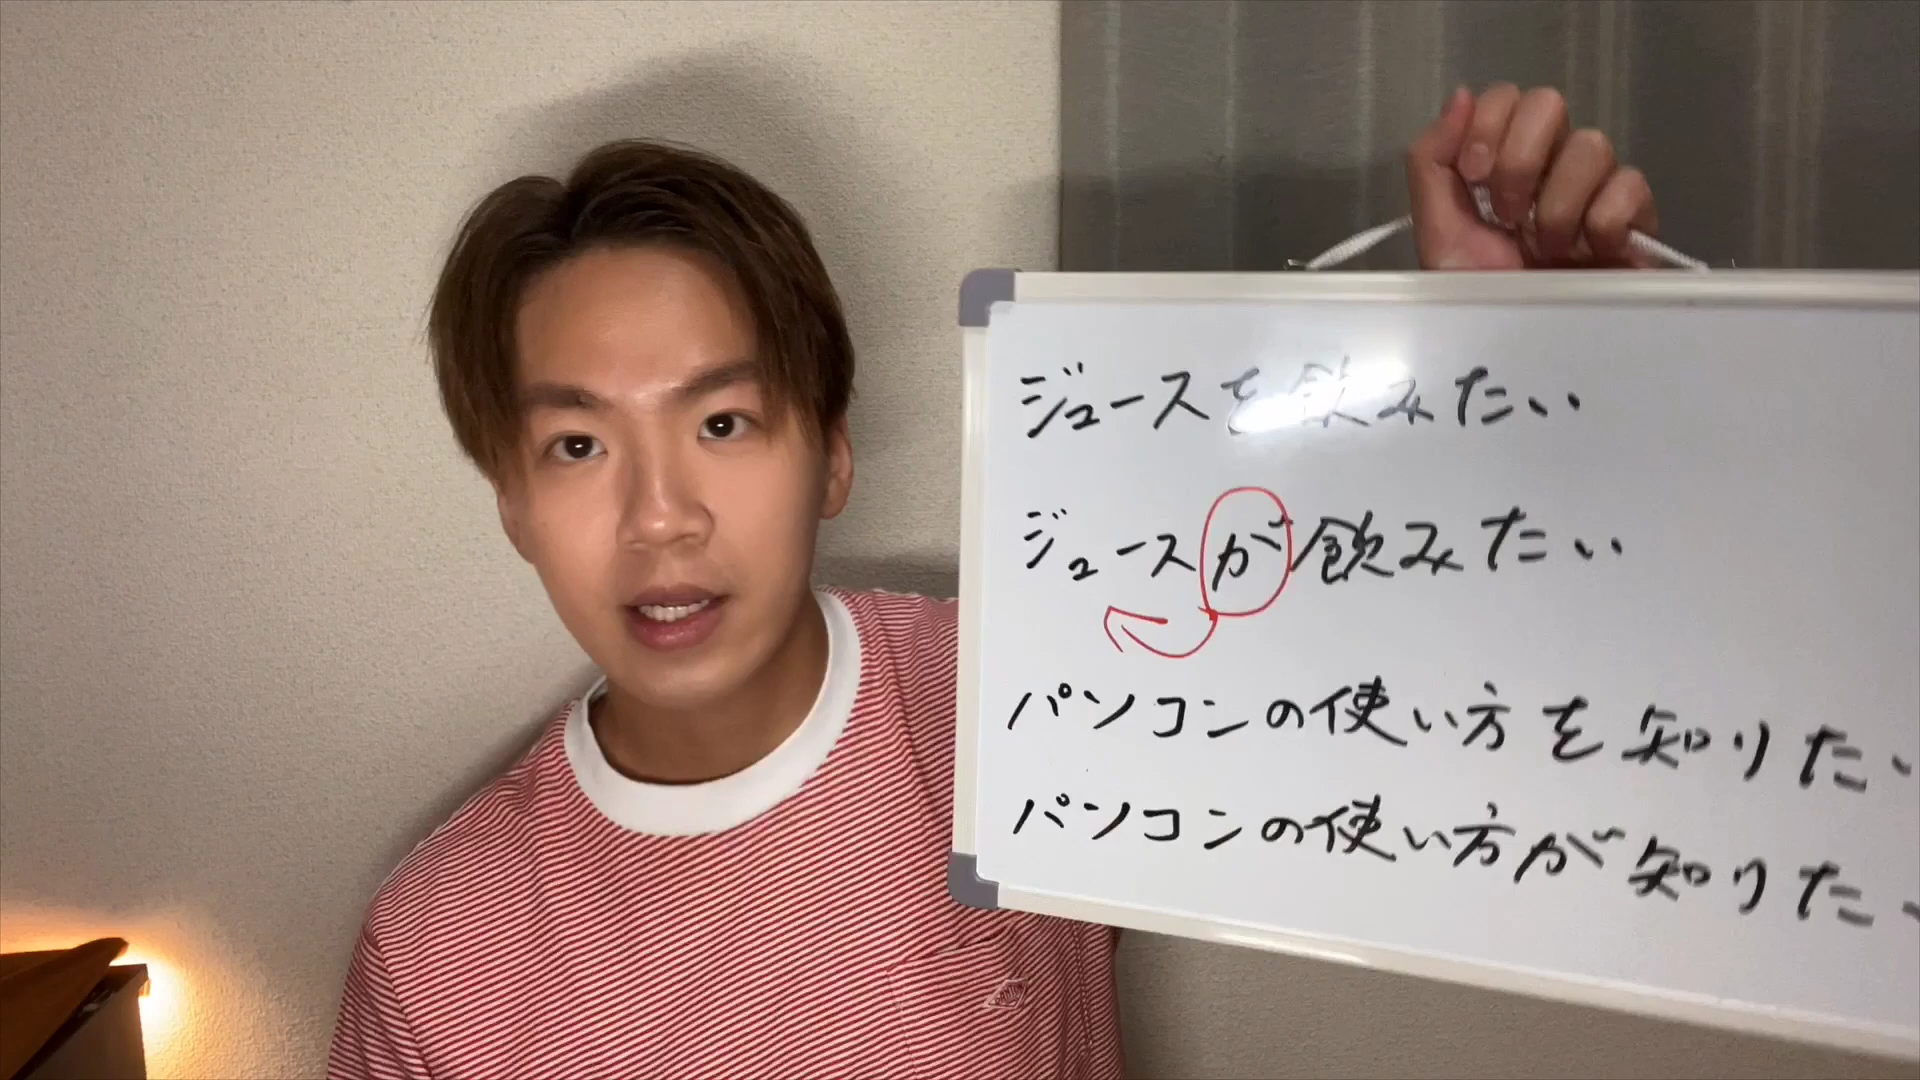 ジュースを飲みたい
ジュースが飲みたい
パソコンの使い方を知りたい
パソコンの使い方が知りたい